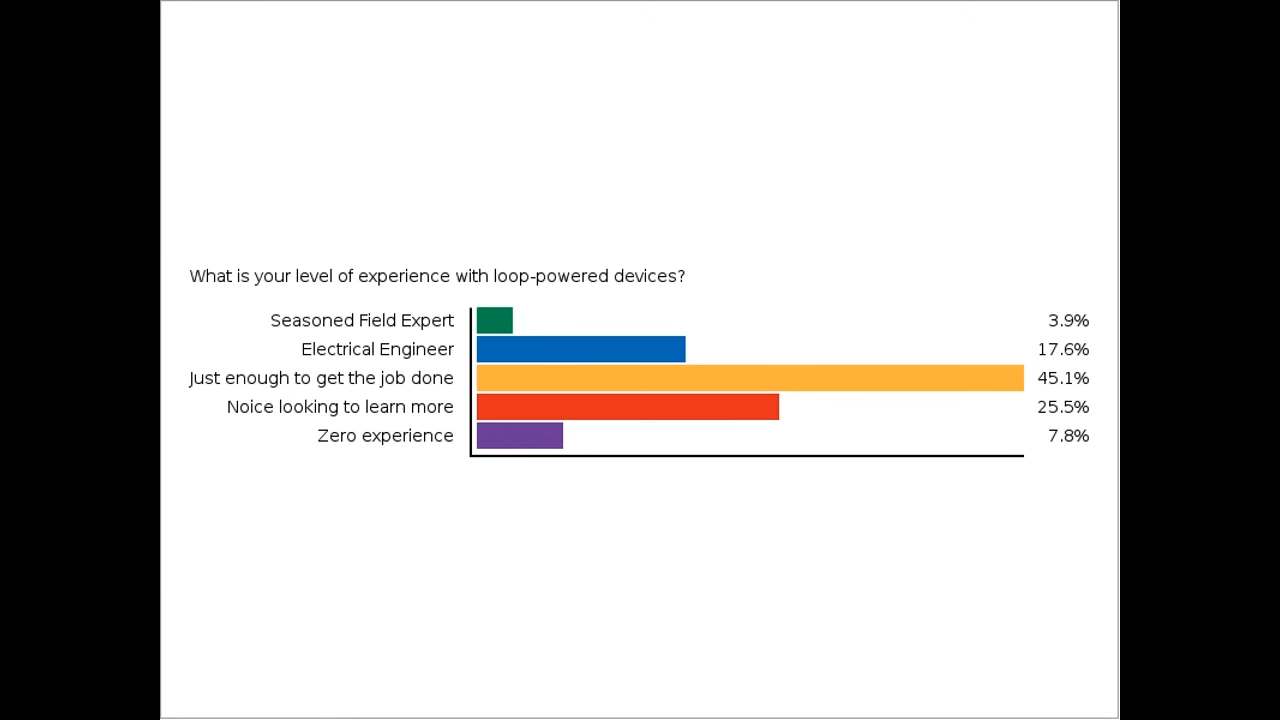 What is your level of experience with loop-powered devices?
Seasoned Field Expert 3.9%
Electrical Engineer 17.6%
Just enough to get the job done 45.1%
Noice looking to learn more 25.5%
Zero experience 7.8%